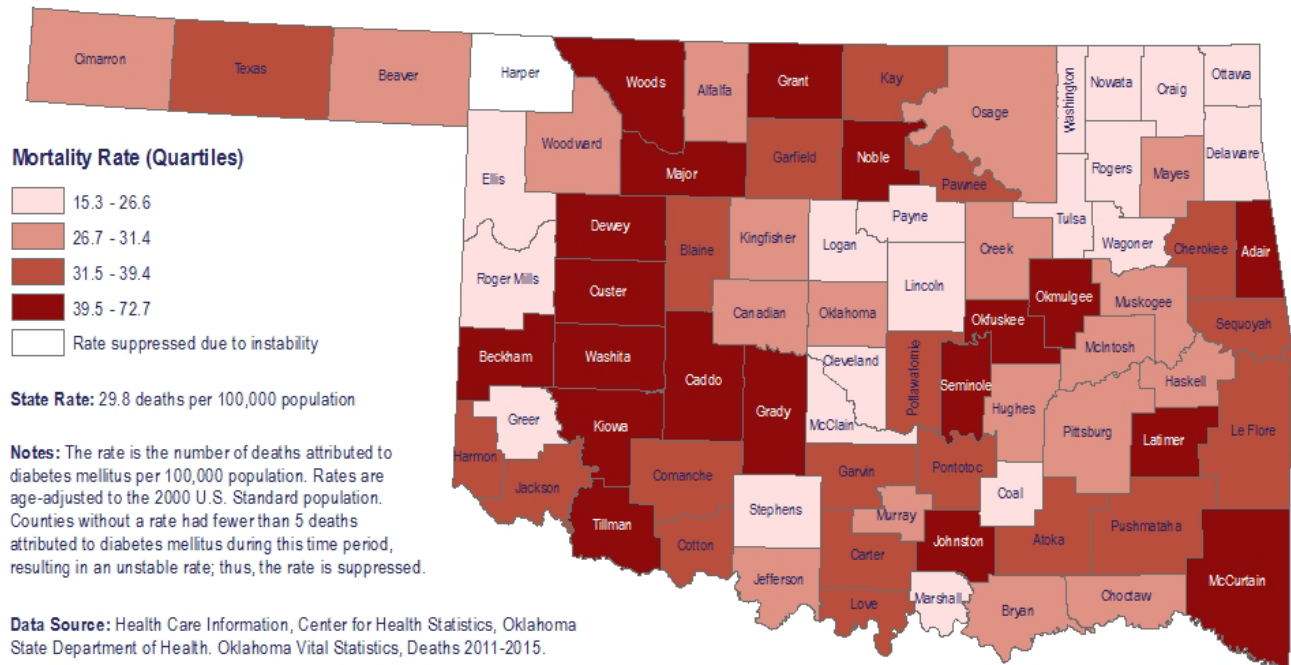 Cimarron
Texas
Beaver
Harper
Woods
Alfalfa
Grant
Kay
Osage
Washington
Nowata
Craig
Ottawa
Woodward
Major
Garfield
Noble
Pawnee
Rogers
Mayes
Delaware
Mortality Rate (Quartiles)
15.3 - 26.6
26.7 - 31.4
31.5 - 39.4
39.5 - 72.7
Rate suppressed due to instability
Ellis
Dewey
Blaine
Kingfisher
Logan
Payne
Creek
Tulsa
Wagoner
Cherokee
Adair
Roger Mills
Custer
Canadian
Oklahoma
Lincoln
Okfuskee
Okmulgee
Muskogee
Sequoyah
Beckham
Washita
Caddo
Grady
Cleveland
McClain
Pottawatomie
Seminole
Hughes
McIntosh
Haskell
Pittsburg
Latimer
Le Flore
State Rate: 29.8 deaths per 100,000 population
Greer
Kiowa
Harmon
Jackson
Comanche
Garvin
Pontotoc
Coal
Stephens
Murray
Tillman
Cotton
Jefferson
Carter
Johnston
Atoka
Pushmataha
McCurtain
Love
Marshall
Bryan
Choctaw
Notes: The rate is the number of deaths attributed to
diabetes mellitus per 100,000 population. Rates are
age-adjusted to the 2000 U.S. Standard population.
Counties without a rate had fewer than 5 deaths
attributed to diabetes mellitus during this time period,
resulting in an unstable rate; thus, the rate is suppressed.
Data Source: Health Care Information, Center for Health Statistics, Oklahoma
State Department of Health. Oklahoma Vital Statistics, Deaths 2011-2015.